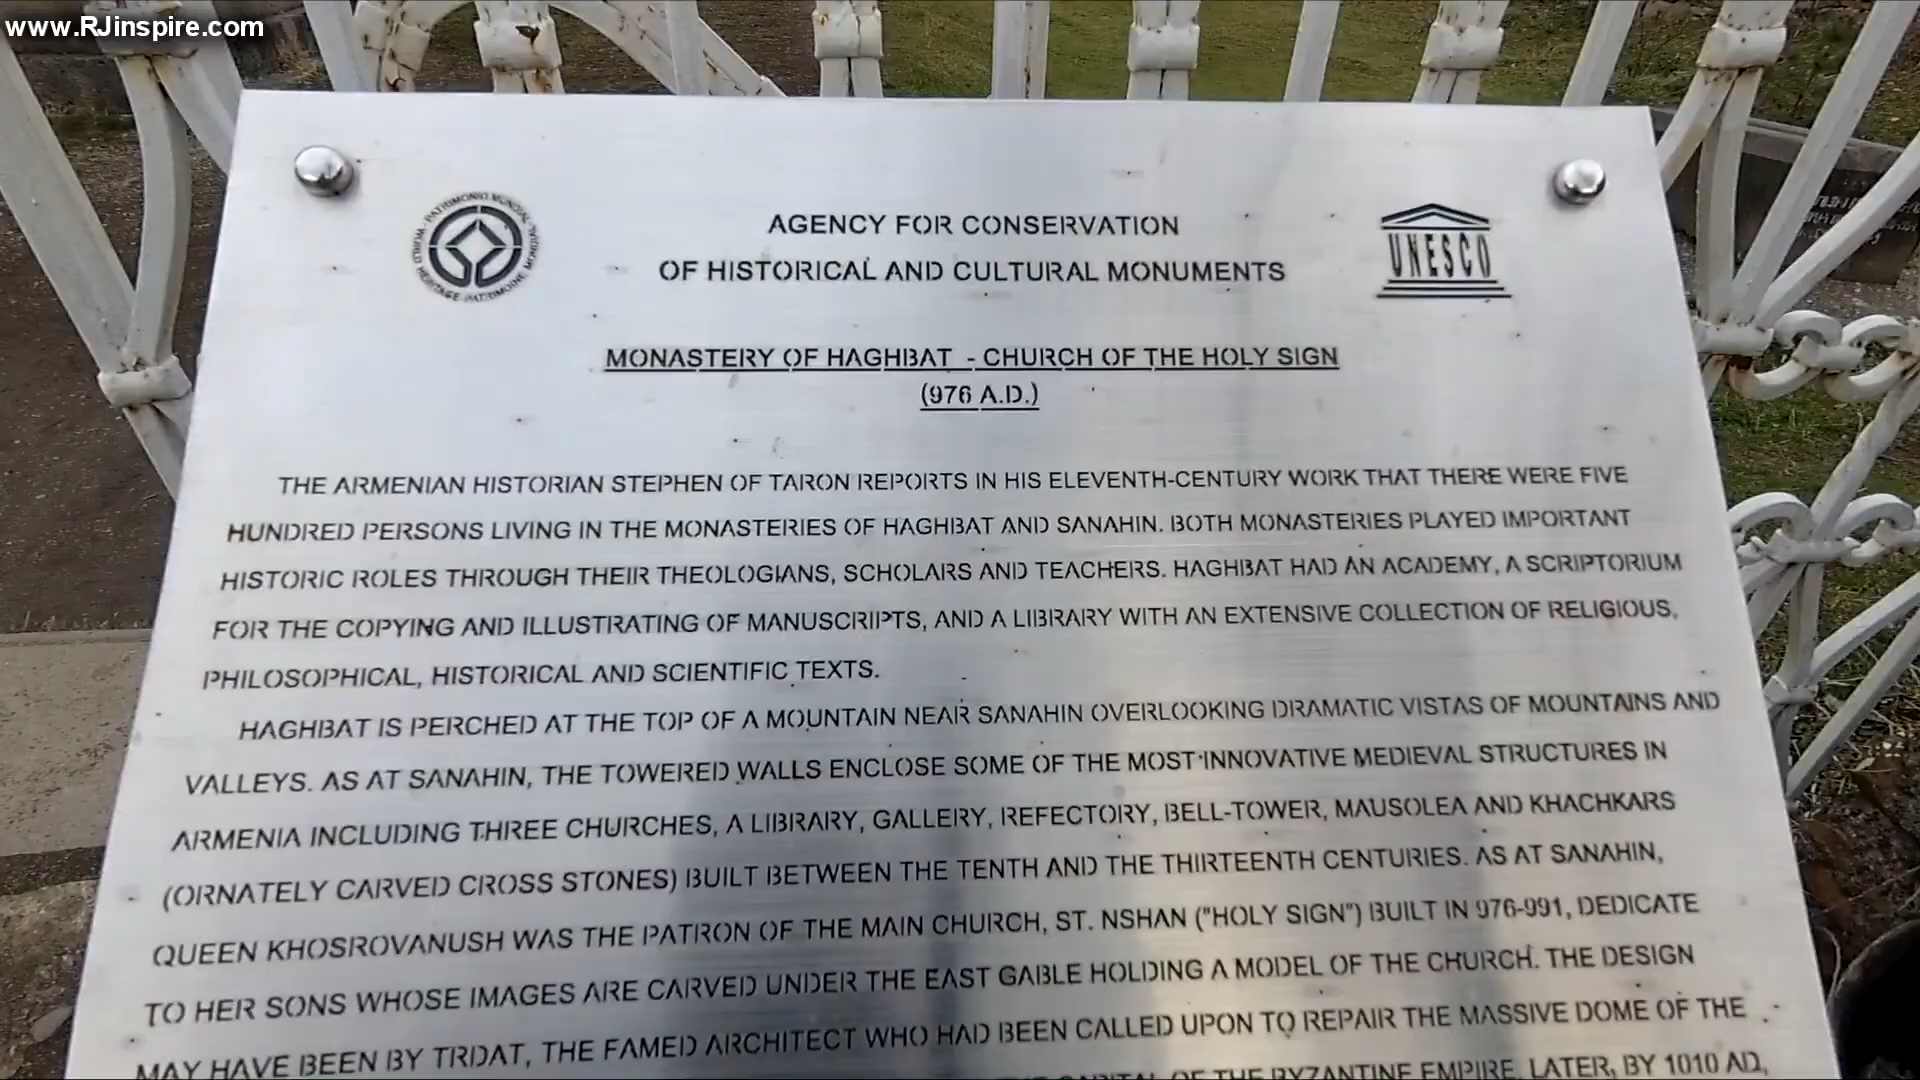 www.RJinspire.com
PATRIMONIO MUNDIAL · WORLD HERITAGE · PATRIMOINE MONDIAL
AGENCY FOR CONSERVATION
OF HISTORICAL AND CULTURAL MONUMENTS
UNESCO
MONASTERY OF HAGHBAT - CHURCH OF THE HOLY SIGN
(976 A.D.)
THE ARMENIAN HISTORIAN STEPHEN OF TARON REPORTS IN HIS ELEVENTH-CENTURY WORK THAT THERE WERE FIVE
HUNDRED PERSONS LIVING IN THE MONASTERIES OF HAGHBAT AND SANAHIN. BOTH MONASTERIES PLAYED IMPORTANT
HISTORIC ROLES THROUGH THEIR THEOLOGIANS, SCHOLARS AND TEACHERS. HAGHBAT HAD AN ACADEMY, A SCRIPTORIUM
FOR THE COPYING AND ILLUSTRATING OF MANUSCRIPTS, AND A LIBRARY WITH AN EXTENSIVE COLLECTION OF RELIGIOUS,
PHILOSOPHICAL, HISTORICAL AND SCIENTIFIC TEXTS.
HAGHBAT IS PERCHED AT THE TOP OF A MOUNTAIN NEAR SANAHIN OVERLOOKING DRAMATIC VISTAS OF MOUNTAINS AND
VALLEYS. AS AT SANAHIN, THE TOWERED WALLS ENCLOSE SOME OF THE MOST INNOVATIVE MEDIEVAL STRUCTURES IN
ARMENIA INCLUDING THREE CHURCHES, A LIBRARY, GALLERY, REFECTORY, BELL-TOWER, MAUSOLEA AND KHACHKARS
(ORNATELY CARVED CROSS STONES) BUILT BETWEEN THE TENTH AND THE THIRTEENTH CENTURIES. AS AT SANAHIN,
QUEEN KHOSROVANUSH WAS THE PATRON OF THE MAIN CHURCH, ST. NSHAN ("HOLY SIGN") BUILT IN 976-991, DEDICATE
TO HER SONS WHOSE IMAGES ARE CARVED UNDER THE EAST GABLE HOLDING A MODEL OF THE CHURCH. THE DESIGN
MAY HAVE BEEN BY TRDAT, THE FAMED ARCHITECT WHO HAD BEEN CALLED UPON TO REPAIR THE MASSIVE DOME OF THE
CAPITAL OF THE BYZANTINE EMPIRE. LATER, BY 1010 AD,